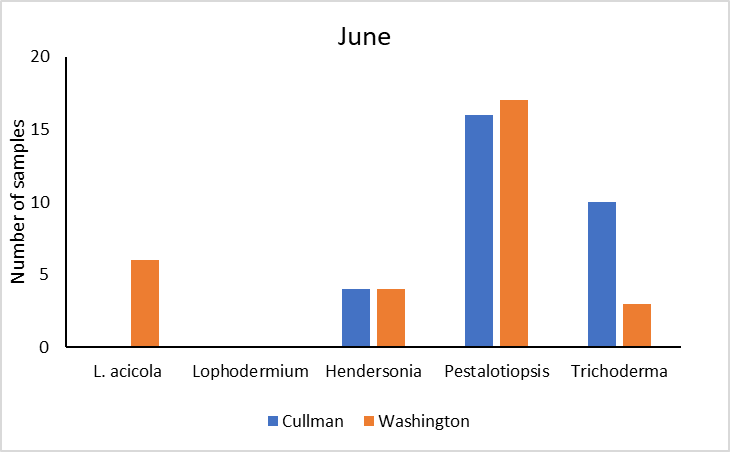 June
Number of samples
20
15
10
5
0
L. acicola Lophodermium Hendersonia Pestalotiopsis Trichoderma
Cullman Washington